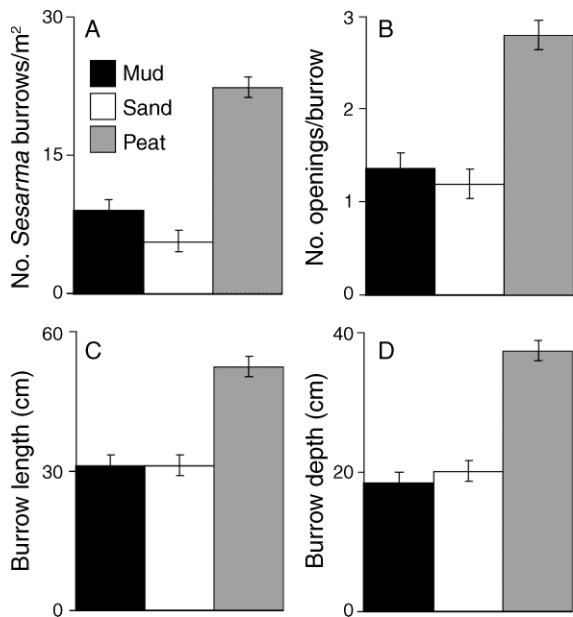 A
No. Sesarma burrows/m²
30
15
0
Mud
Sand
Peat
B
No. openings/burrow
3
2
1
0
C
Burrow length (cm)
60
30
0
D
Burrow depth (cm)
40
20
0